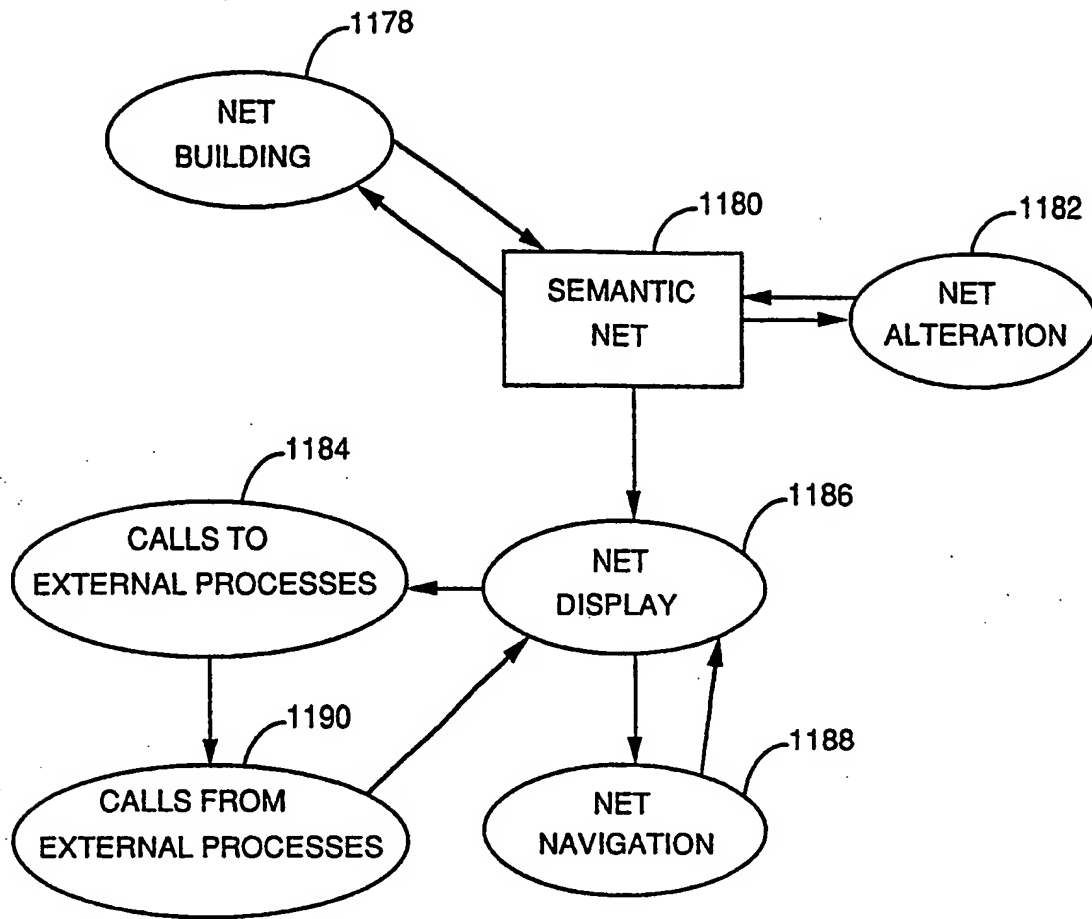 1178
NET
BUILDING
1180
1182
SEMANTIC
NET
NET
ALTERATION
1184
1186
CALLS TO
EXTERNAL PROCESSES
NET
DISPLAY
1190
1188
CALLS FROM
EXTERNAL PROCESSES
NET
NAVIGATION